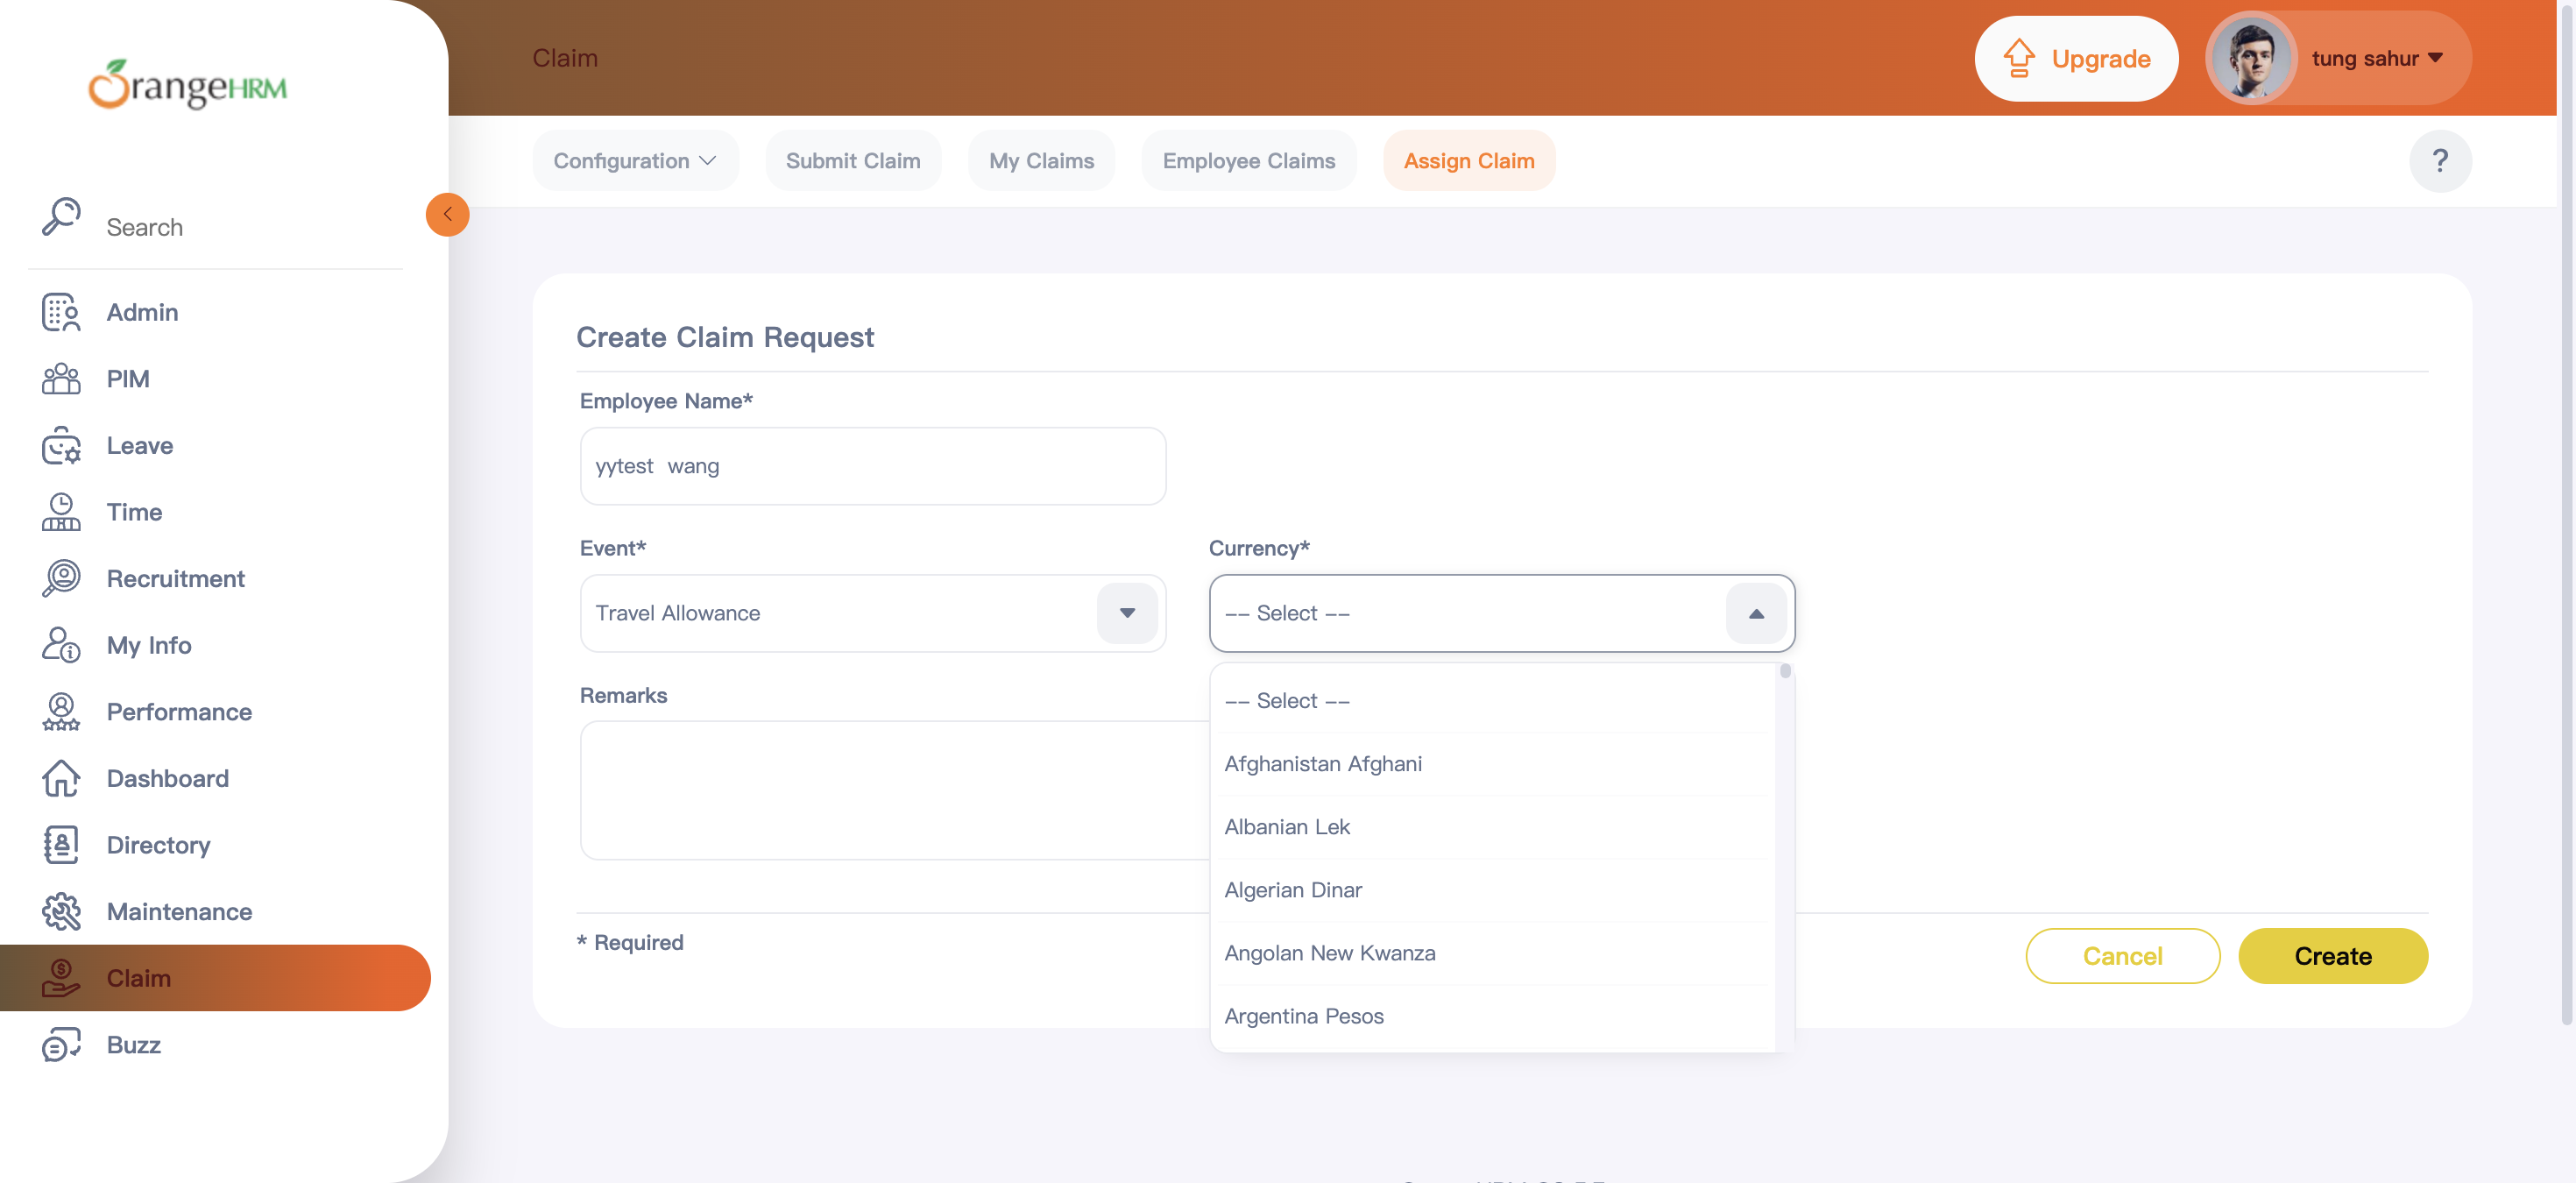 OrangeHRM
Claim
Upgrade
tung sahur
Configuration
Submit Claim
My Claims
Employee Claims
Assign Claim
?
Search
Admin
PIM
Leave
Time
Recruitment
My Info
Performance
Dashboard
Directory
Maintenance
Claim
Buzz
Create Claim Request
Employee Name*
yytest  wang
Event*
Currency*
Travel Allowance
-- Select --
Remarks
-- Select --
Afghanistan Afghani
Albanian Lek
Algerian Dinar
Angolan New Kwanza
Argentina Pesos
* Required
Cancel
Create